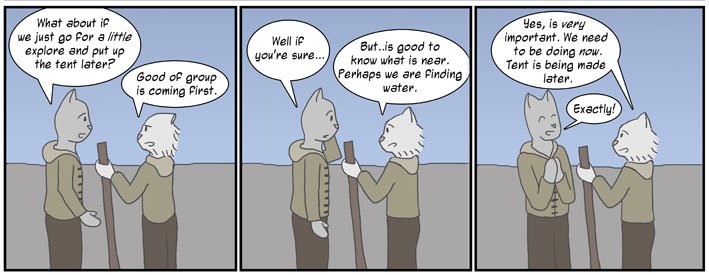 What about if
we just go for a little
explore and put up
the tent later?
Good of group
is coming first.
Well if
you're sure...
But..is good to
know what is near.
Perhaps we are finding
water.
Yes, is very
important. We need
to be doing now.
Tent is being made
later.
Exactly!